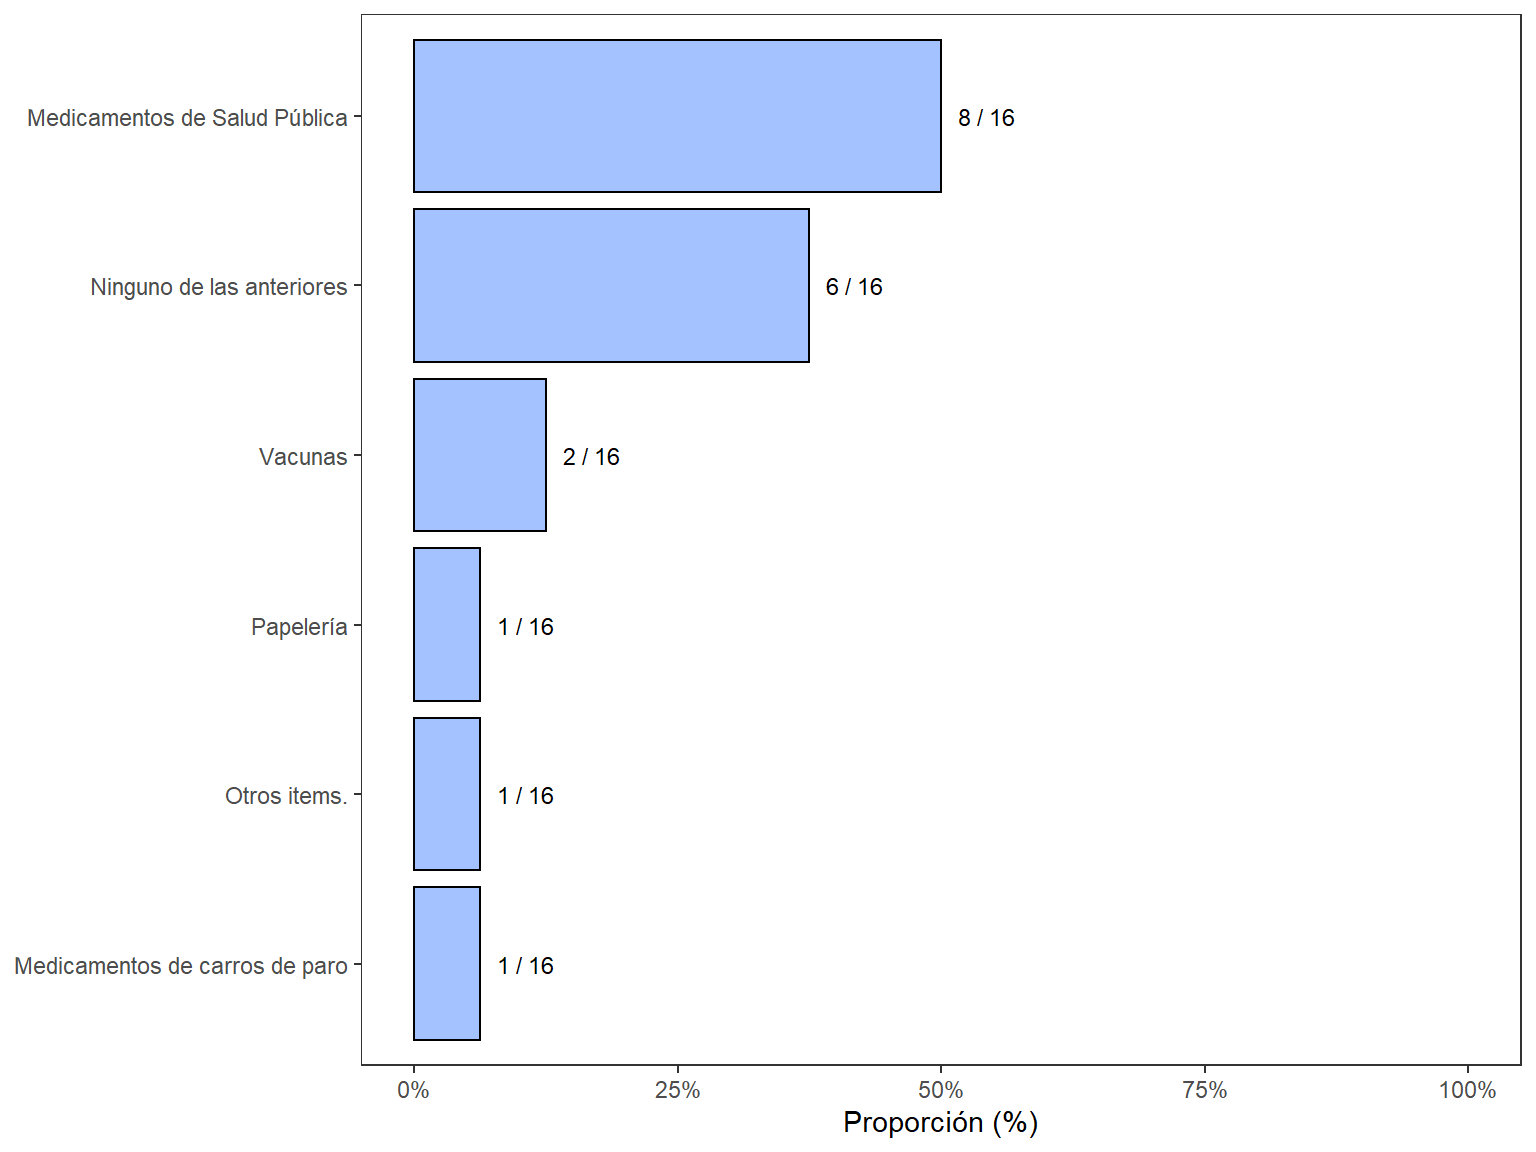 Medicamentos de Salud Pública
8 / 16
Ninguno de las anteriores
6 / 16
Vacunas
2 / 16
Papelería
1 / 16
Otros items.
1 / 16
Medicamentos de carros de paro
1 / 16
0%
25%
50%
75%
100%
Proporción (%)